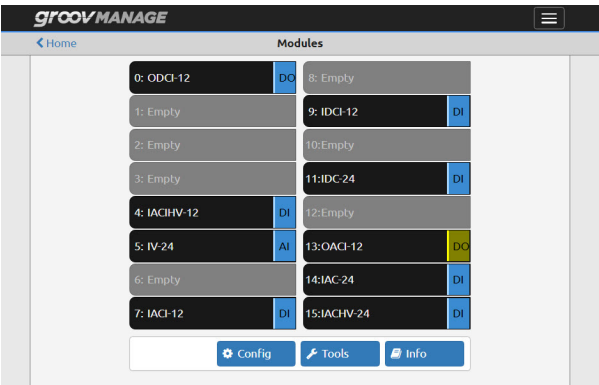 groov MANAGE
Home
Modules
0: ODCI-12 DO
1: Empty
2: Empty
3: Empty
4: IACIHV-12 DI
5: IV-24 AI
6: Empty
7: IACI-12 DI
8: Empty
9: IDCI-12 DI
10:Empty
11:IDC-24 DI
12:Empty
13:OACI-12 DO
14:IAC-24 DI
15:IACHV-24 DI
Config Tools Info